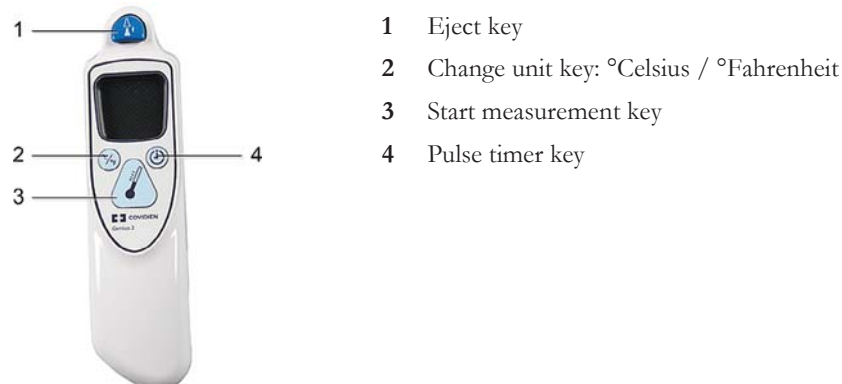 1
2
3
4
COVIDIEN
Genius 2
1 Eject key
2 Change unit key: °Celsius / °Fahrenheit
3 Start measurement key
4 Pulse timer key